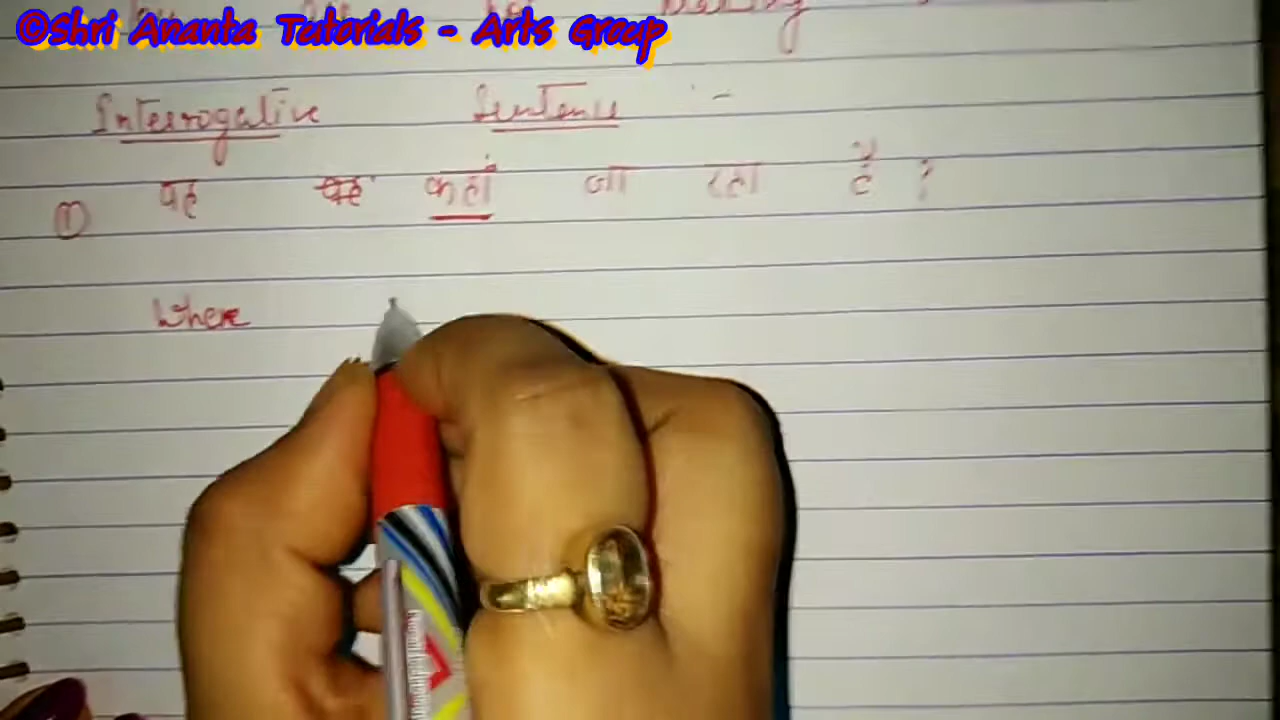 ©Shri Ananta Tutorials - Arts Group
Interrogative Sentence :-
① वह कहाँ जा रहा है ?
Where